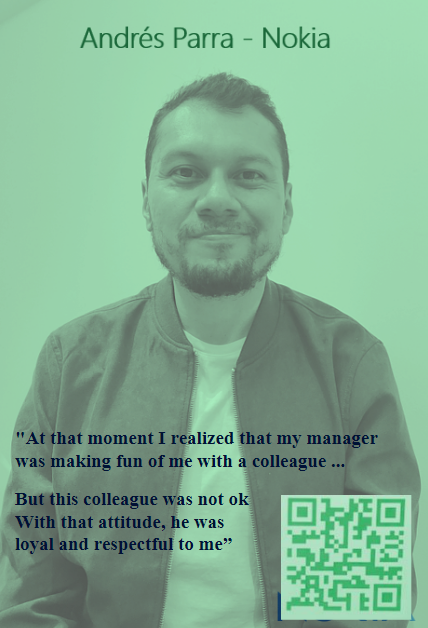 Andrés Parra - Nokia
"At that moment I realized that my manager
was making fun of me with a colleague ...
But this colleague was not ok
With that attitude, he was
loyal and respectful to me”